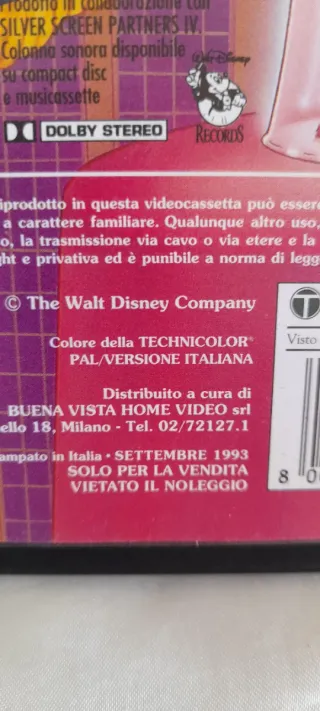 Prodotto in collaborazione con
SILVER SCREEN PARTNERS IV.
Colonna sonora disponibile
su compact disc
e musicassette
Walt Disney
RECORDS
DOLBY STEREO
iprodotto in questa videocassetta può essere
a carattere familiare. Qualunque altro uso,
o, la trasmissione via cavo o via etere e la
ght e privativa ed è punibile a norma di legge
© The Walt Disney Company
T
Visto
Colore della TECHNICOLOR®
PAL/VERSIONE ITALIANA
Distribuito a cura di
BUENA VISTA HOME VIDEO srl
ello 18, Milano - Tel. 02/72127.1
ampato in Italia • SETTEMBRE 1993
SOLO PER LA VENDITA
VIETATO IL NOLEGGIO
8 0